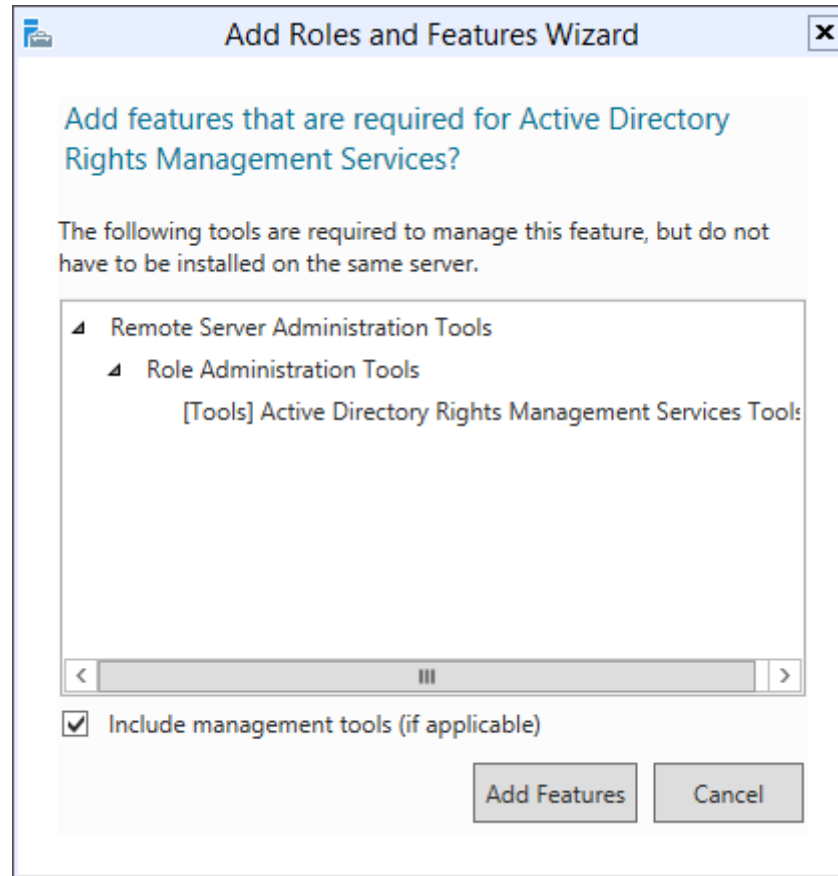 Add Roles and Features Wizard
Add features that are required for Active Directory
Rights Management Services?
The following tools are required to manage this feature, but do not
have to be installed on the same server.
Remote Server Administration Tools
Role Administration Tools
[Tools] Active Directory Rights Management Services Tools
Include management tools (if applicable)
Add Features
Cancel